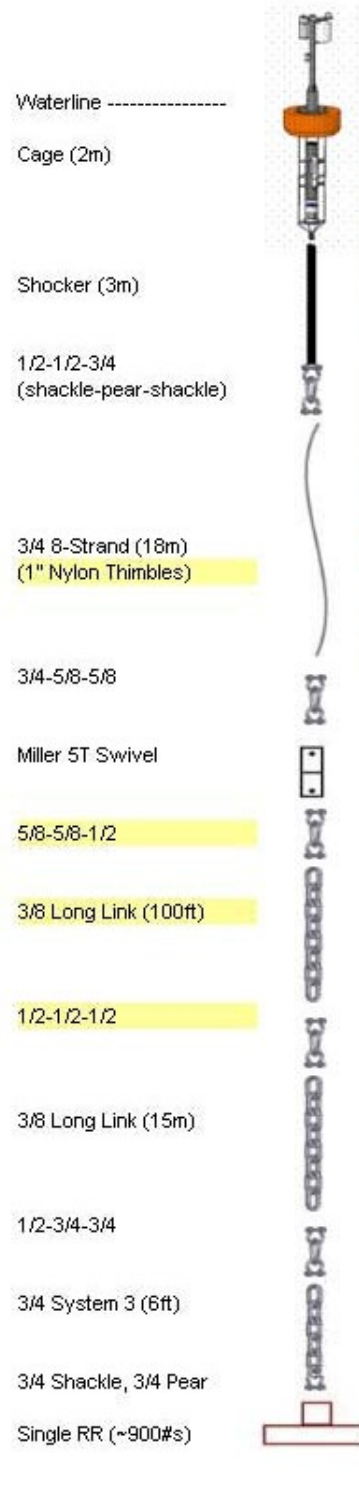 Waterline ----------------
Cage (2m)
Shocker (3m)
1/2-1/2-3/4
(shackle-pear-shackle)
3/4 8-Strand (18m)
(1" Nylon Thimbles)
3/4-5/8-5/8
Miller 5T Swivel
5/8-5/8-1/2
3/8 Long Link (100ft)
1/2-1/2-1/2
3/8 Long Link (15m)
1/2-3/4-3/4
3/4 System 3 (6ft)
3/4 Shackle, 3/4 Pear
Single RR (~900#s)